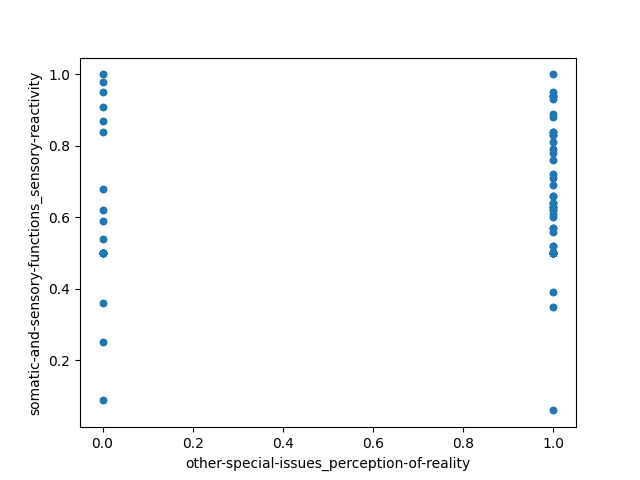 1.0
0.8
0.6
0.4
0.2
somatic-and-sensory-functions_sensory-reactivity
0.0 0.2 0.4 0.6 0.8 1.0
other-special-issues_perception-of-reality